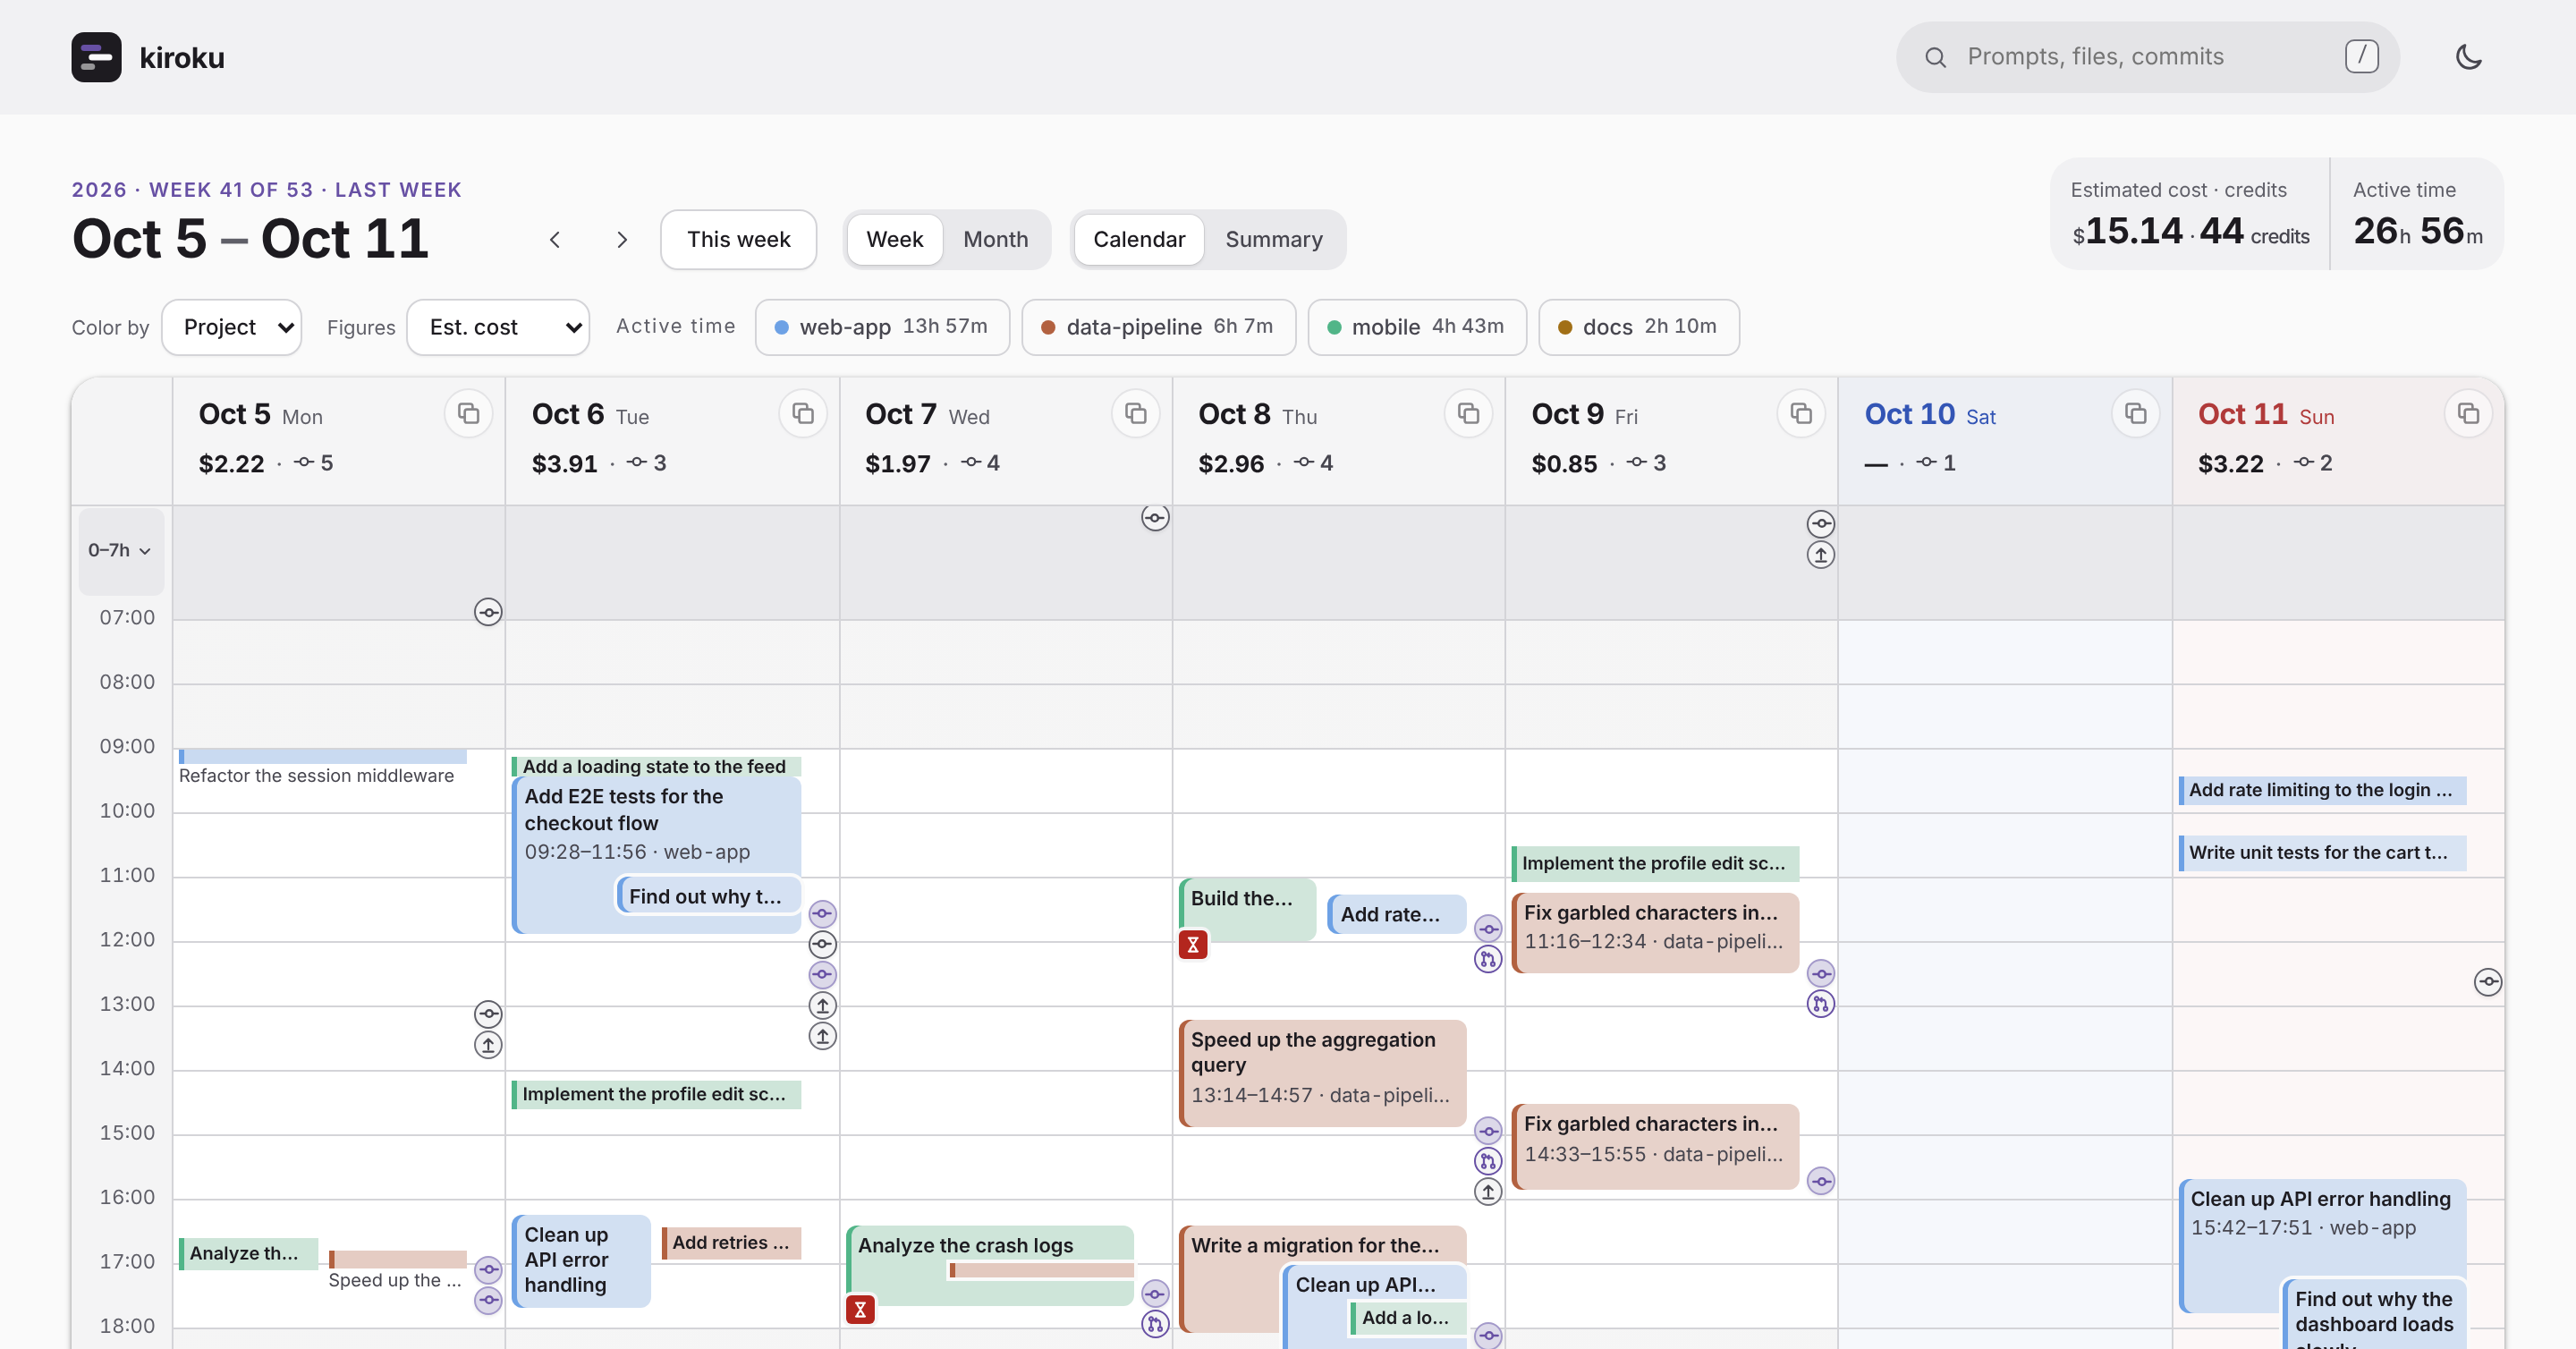 kiroku
Prompts, files, commits
/
2026 · WEEK 41 OF 53 · LAST WEEK
Oct 5 – Oct 11
This week
Week
Month
Calendar
Summary
Estimated cost · credits
$15.14 · 44 credits
Active time
26h 56m
Color by
Project
Figures
Est. cost
Active time
web-app 13h 57m
data-pipeline 6h 7m
mobile 4h 43m
docs 2h 10m
Oct 5 Mon
$2.22 · 5
Oct 6 Tue
$3.91 · 3
Oct 7 Wed
$1.97 · 4
Oct 8 Thu
$2.96 · 4
Oct 9 Fri
$0.85 · 3
Oct 10 Sat
— · 1
Oct 11 Sun
$3.22 · 2
0–7h
07:00
08:00
09:00
10:00
11:00
12:00
13:00
14:00
15:00
16:00
17:00
18:00
Refactor the session middleware
Analyze th...
Speed up the ...
Add a loading state to the feed
Add E2E tests for the
checkout flow
09:28–11:56 · web-app
Find out why t...
Implement the profile edit sc...
Clean up
API error
handling
Add retries ...
Analyze the crash logs
Build the...
Add rate...
Speed up the aggregation
query
13:14–14:57 · data-pipeli...
Write a migration for the...
Clean up API...
Add a lo...
Implement the profile edit sc...
Fix garbled characters in...
11:16–12:34 · data-pipeli...
Fix garbled characters in...
14:33–15:55 · data-pipeli...
Add rate limiting to the login ...
Write unit tests for the cart t...
Clean up API error handling
15:42–17:51 · web-app
Find out why the
dashboard loads